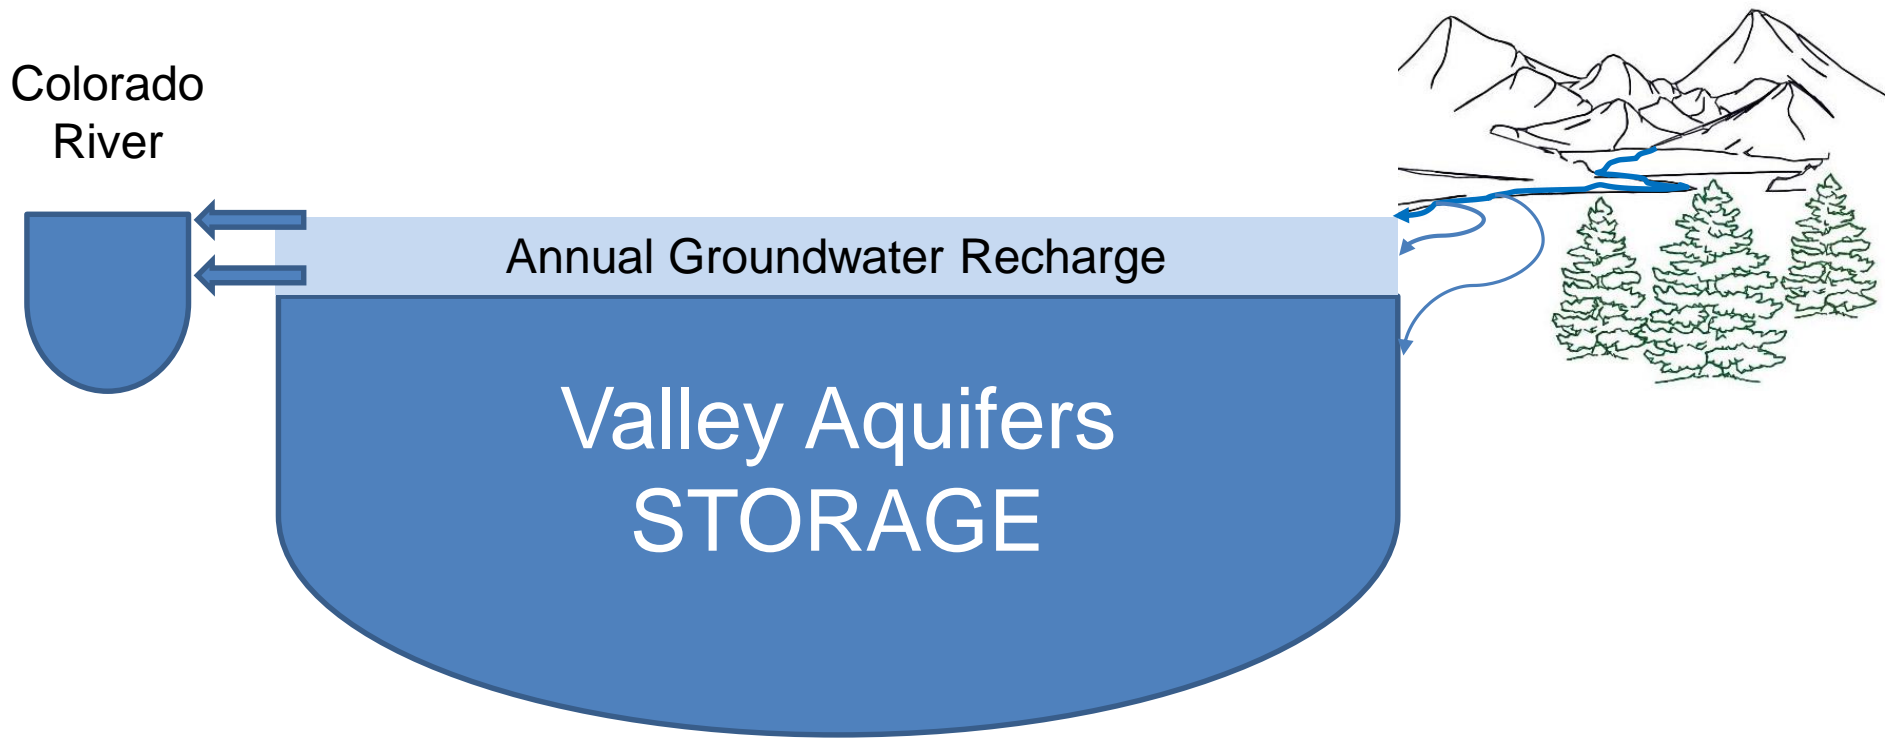 Colorado
River
Annual Groundwater Recharge
Valley Aquifers
STORAGE